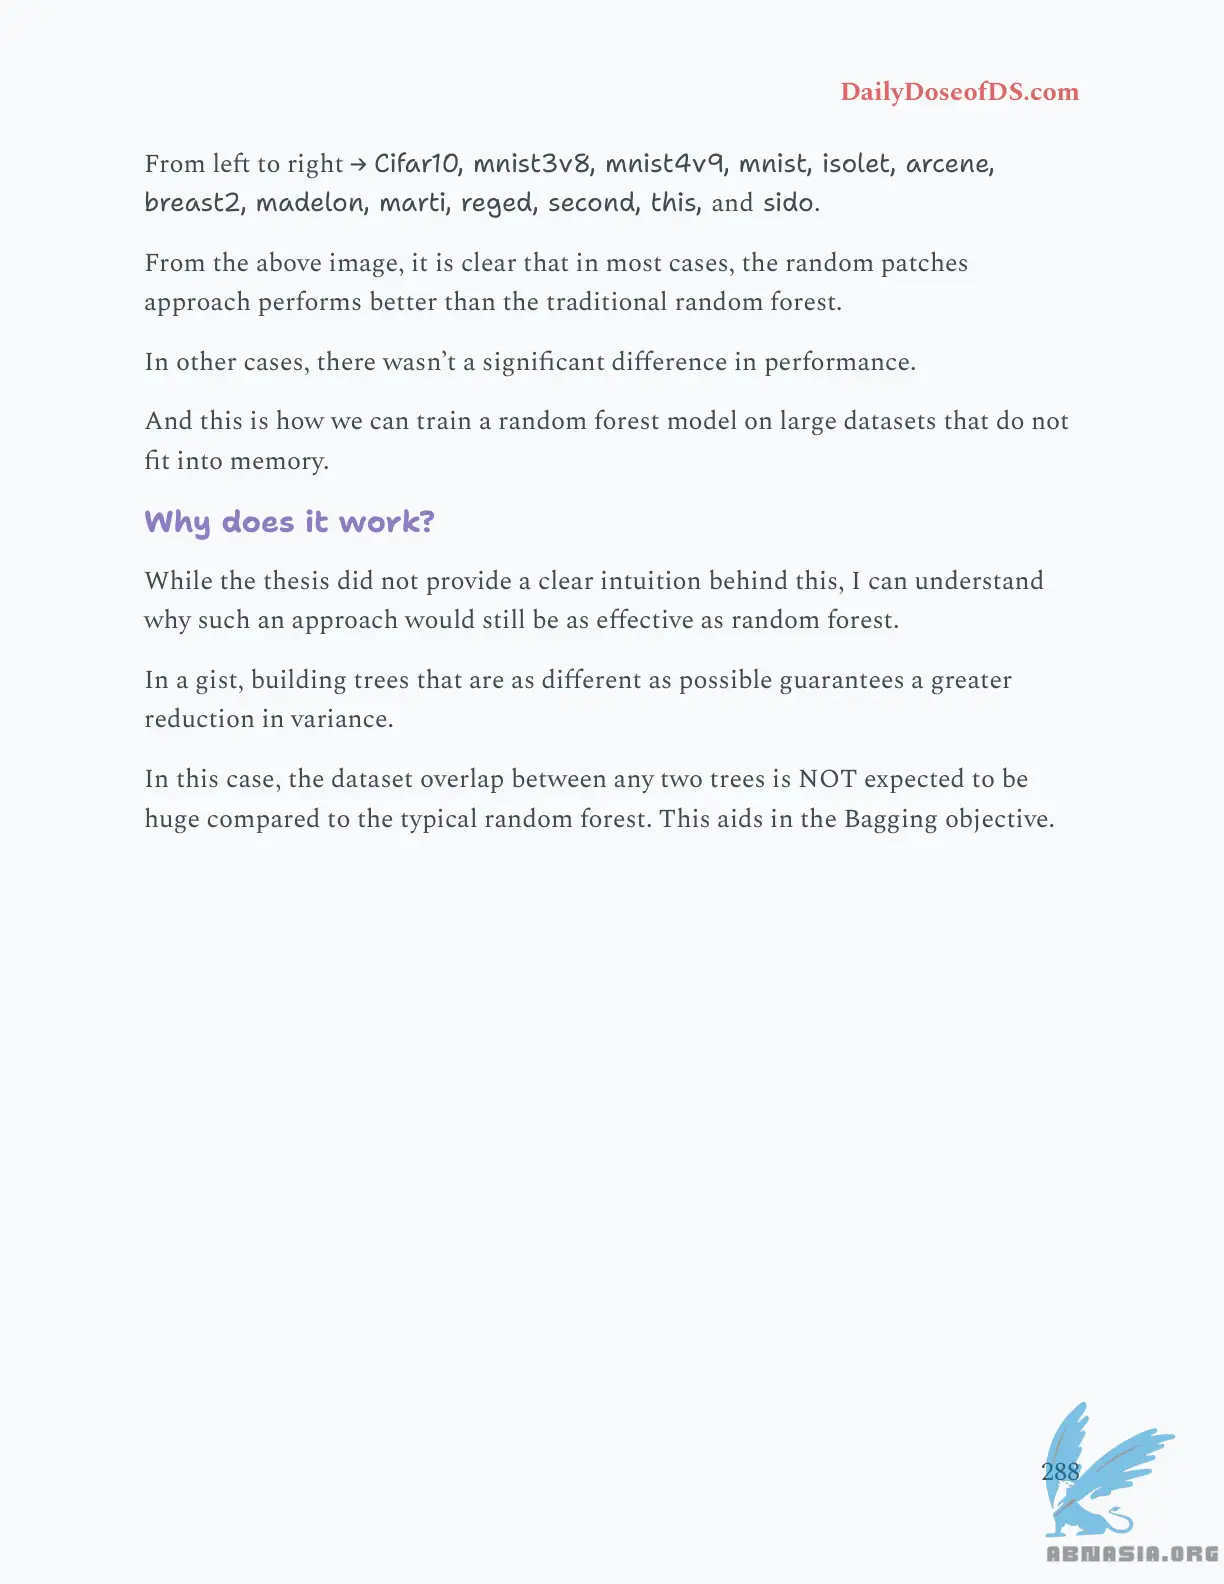 DailyDoseofDS.com
From left to right → Cifar10, mnist3v8, mnist4v9, mnist, isolet, arcene,
breast2, madelon, marti, reged, second, this, and sido.
From the above image, it is clear that in most cases, the random patches
approach performs better than the traditional random forest.
In other cases, there wasn’t a significant difference in performance.
And this is how we can train a random forest model on large datasets that do not
fit into memory.
Why does it work?
While the thesis did not provide a clear intuition behind this, I can understand
why such an approach would still be as effective as random forest.
In a gist, building trees that are as different as possible guarantees a greater
reduction in variance.
In this case, the dataset overlap between any two trees is NOT expected to be
huge compared to the typical random forest. This aids in the Bagging objective.
288
ABNASIA.ORG